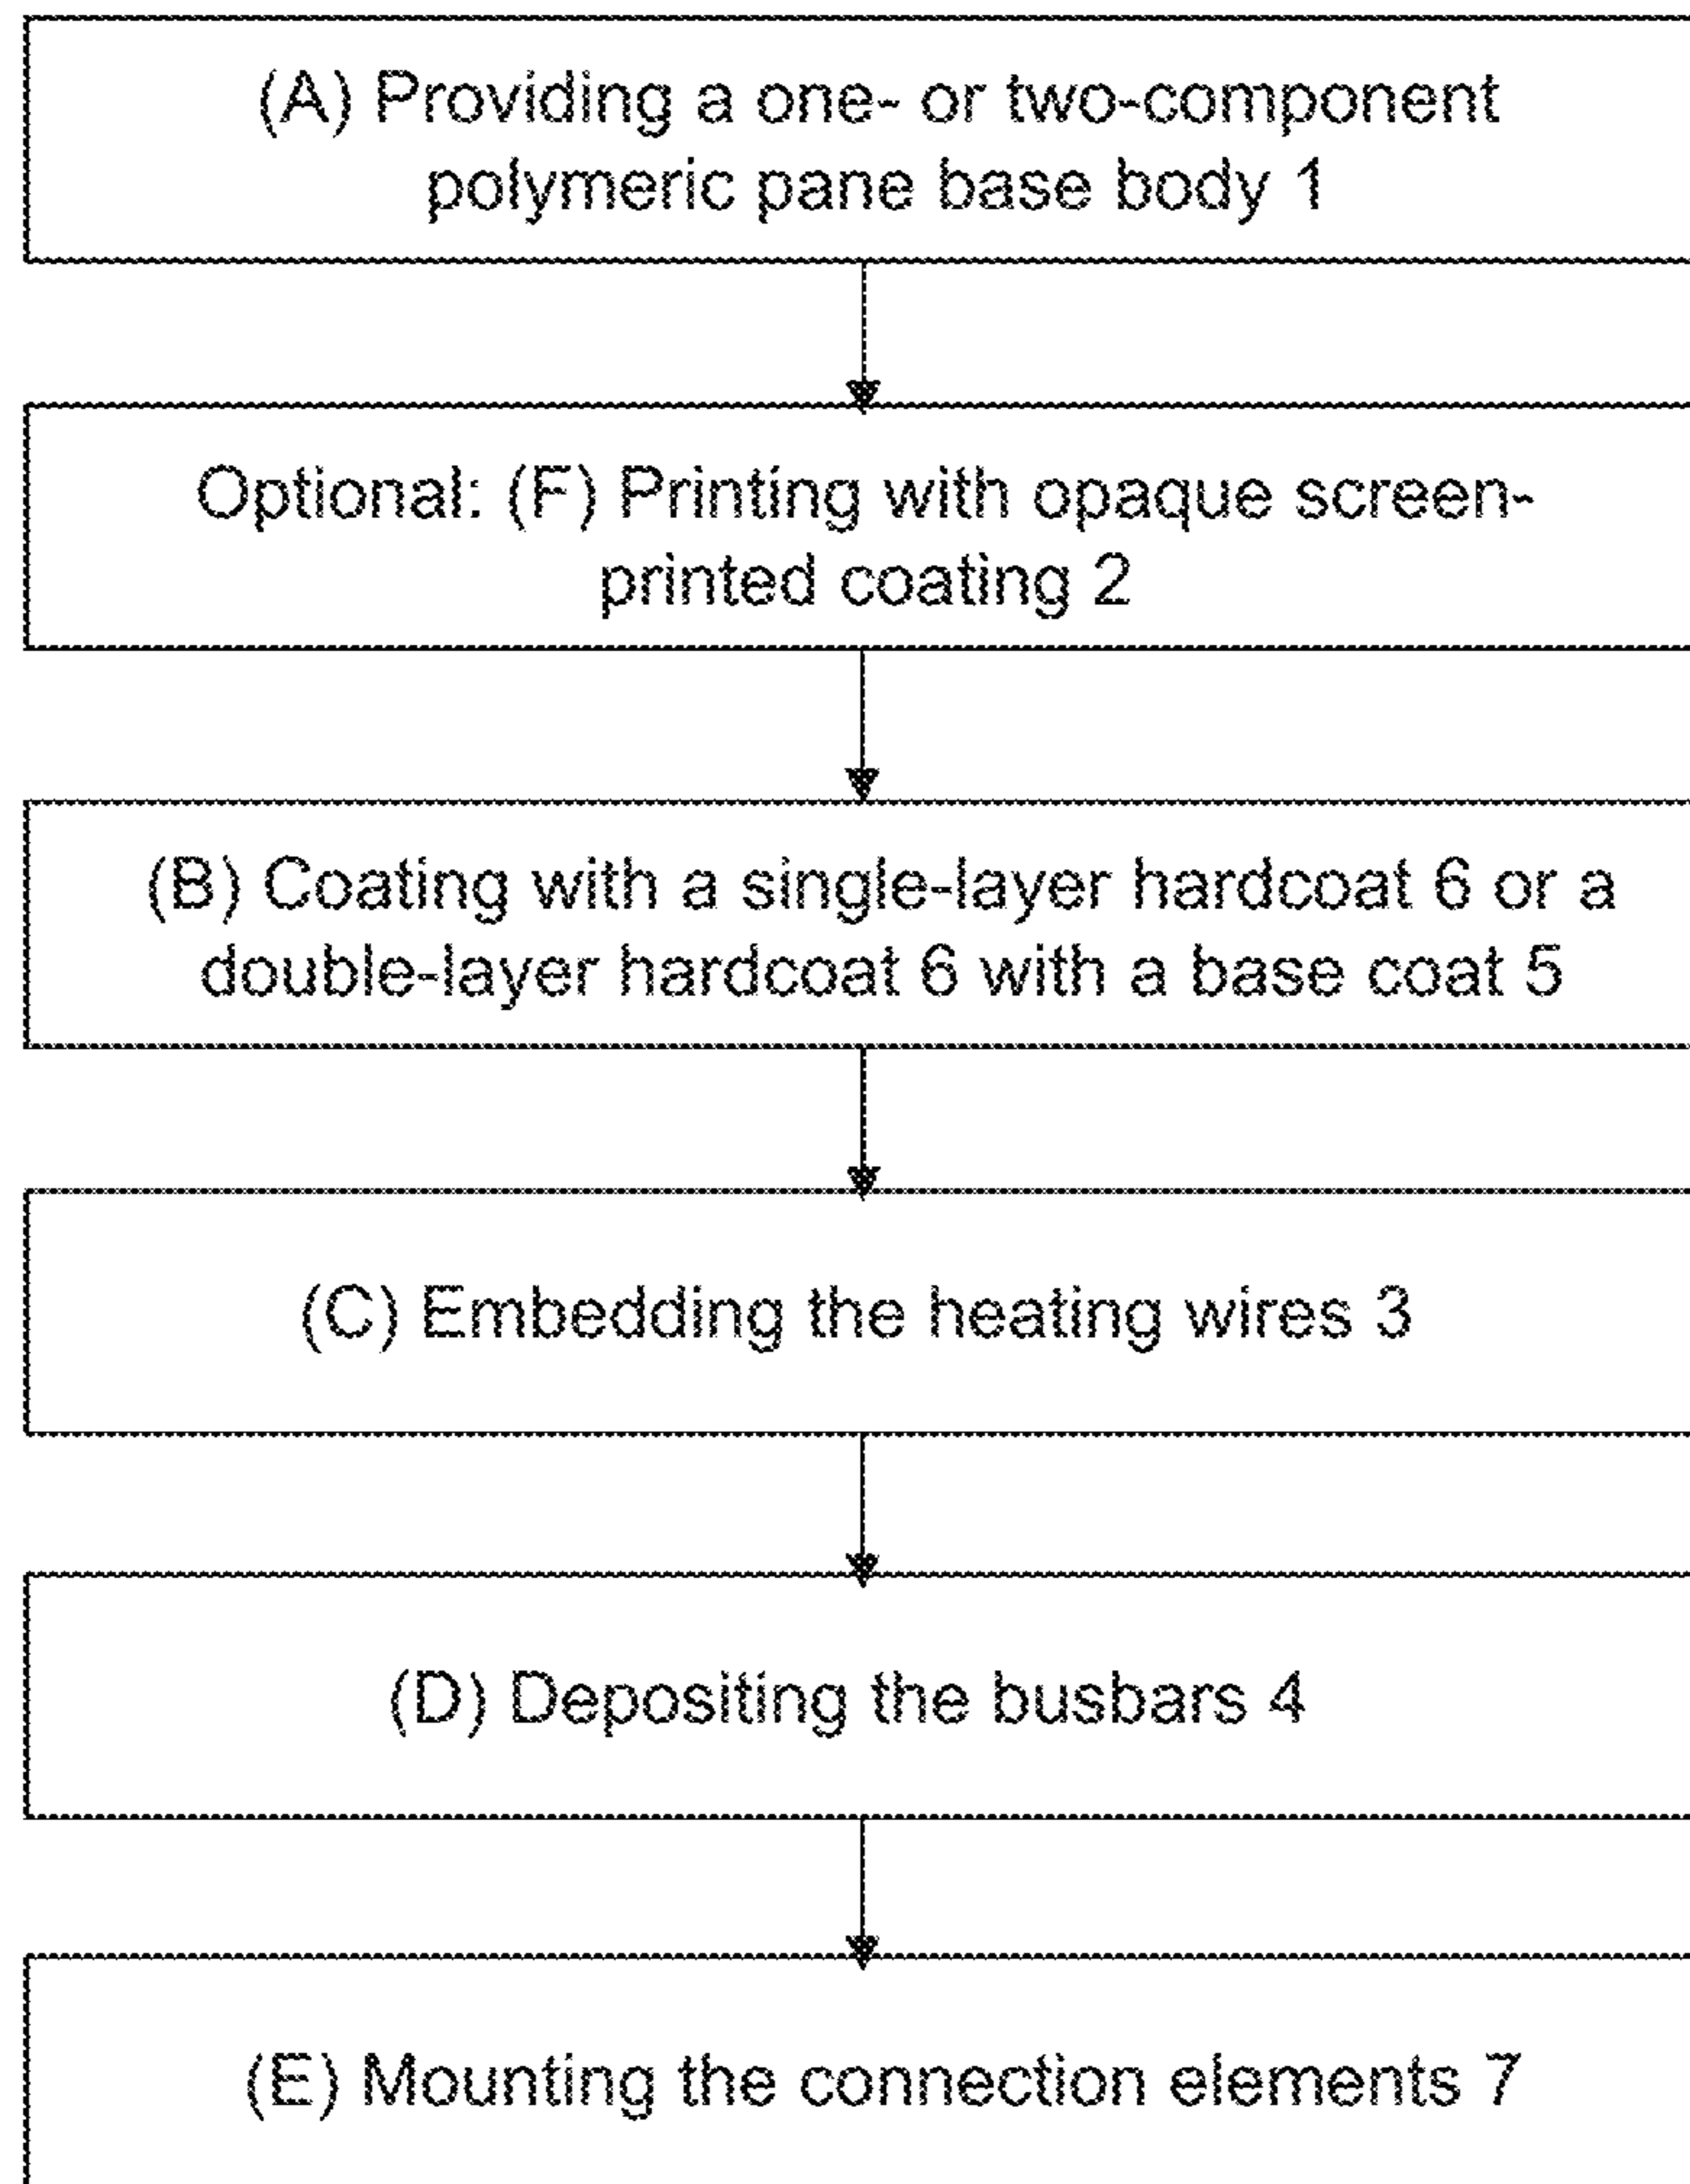 (A) Providing a one- or two-component
polymeric pane base body 1
Optional: (F) Printing with opaque screen-
printed coating 2
(B) Coating with a single-layer hardcoat 6 or a
double-layer hardcoat 6 with a base coat 5
(C) Embedding the heating wires 3
(D) Depositing the busbars 4
(E) Mounting the connection elements 7